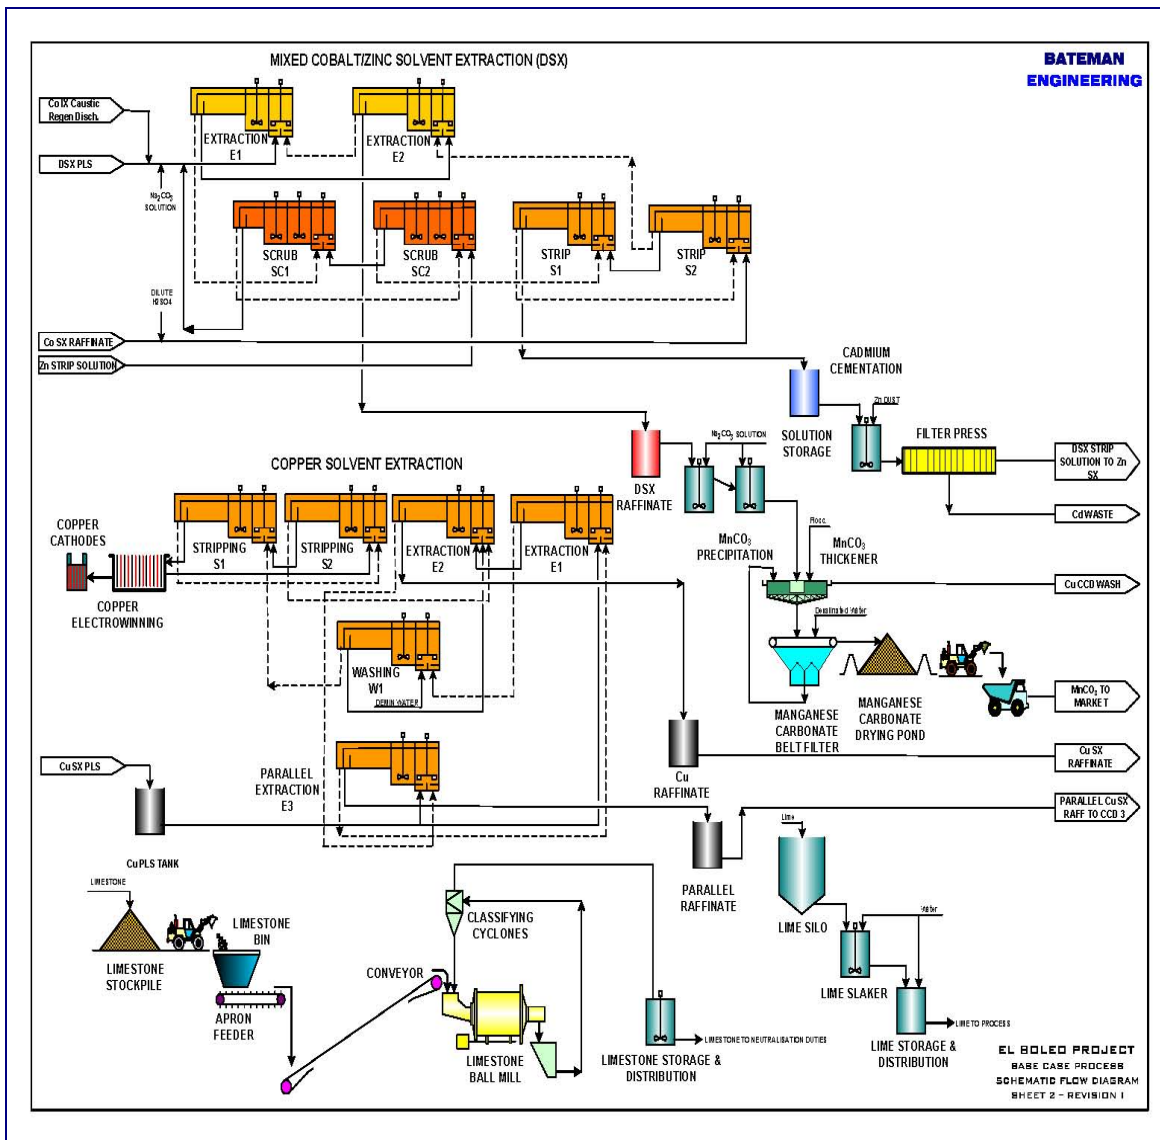 MIXED COBALT/ZINC SOLVENT EXTRACTION (DSX)
BATEMAN
ENGINEERING
Co IX Caustic
Regen Disch.
EXTRACTION
E1
EXTRACTION
E2
DSX PLS
Na2CO3
SOLUTION
SCRUB
SC1
SCRUB
SC2
STRIP
S1
STRIP
S2
DILUTE
H2SO4
Co SX RAFFINATE
Zn STRIP SOLUTION
CADMIUM
CEMENTATION
Zn DUST
SOLUTION
STORAGE
FILTER PRESS
DSX STRIP
SOLUTION TO Zn
SX
Na2CO3 SOLUTION
DSX
RAFFINATE
Cd WASTE
COPPER SOLVENT EXTRACTION
COPPER
CATHODES
STRIPPING
S1
STRIPPING
S2
EXTRACTION
E2
EXTRACTION
E1
COPPER
ELECTROWINNING
Flocc.
MnCO3
PRECIPITATION
MnCO3
THICKENER
Cu CCD WASH
Desalinated Water
WASHING
W1
DEMIN WATER
MANGANESE
CARBONATE
BELT FILTER
MANGANESE
CARBONATE
DRYING POND
MnCO3 TO
MARKET
Cu SX PLS
PARALLEL
EXTRACTION
E3
Cu
RAFFINATE
Cu SX
RAFFINATE
PARALLEL Cu SX
RAFF TO CCD 3
Cu PLS TANK
PARALLEL
RAFFINATE
Lime
LIME SILO
Water
LIME SLAKER
LIMESTONE
LIMESTONE
BIN
LIMESTONE
STOCKPILE
APRON
FEEDER
CONVEYOR
CLASSIFYING
CYCLONES
LIMESTONE
BALL MILL
LIMESTONE STORAGE &
DISTRIBUTION
LIMESTONE TO NEUTRALISATION DUTIES
LIME TO PROCESS
LIME STORAGE &
DISTRIBUTION
EL BOLEO PROJECT
BASE CASE PROCESS
SCHEMATIC FLOW DIAGRAM
SHEET 2 - REVISION 1